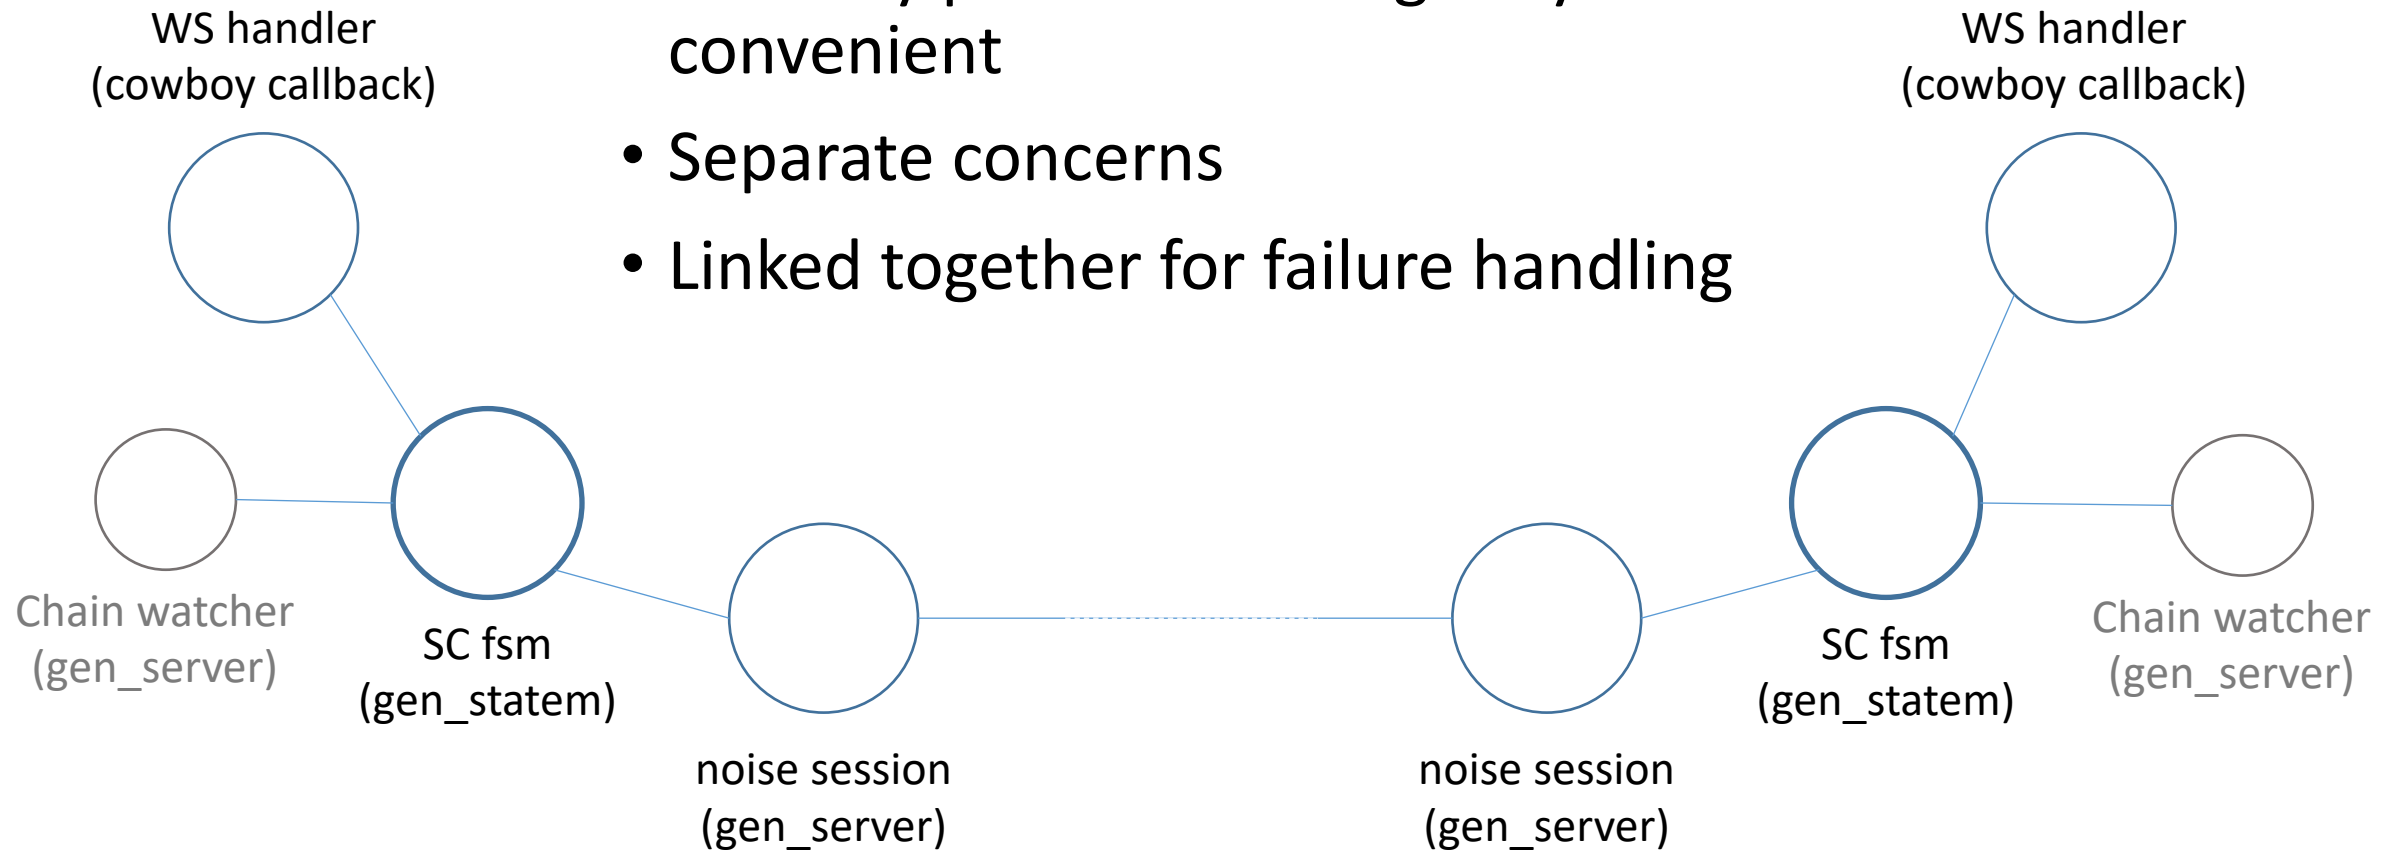 WS handler
(cowboy callback)
convenient
• Separate concerns
• Linked together for failure handling
WS handler
(cowboy callback)
Chain watcher
(gen_server)
SC fsm
(gen_statem)
noise session
(gen_server)
noise session
(gen_server)
SC fsm
(gen_statem)
Chain watcher
(gen_server)